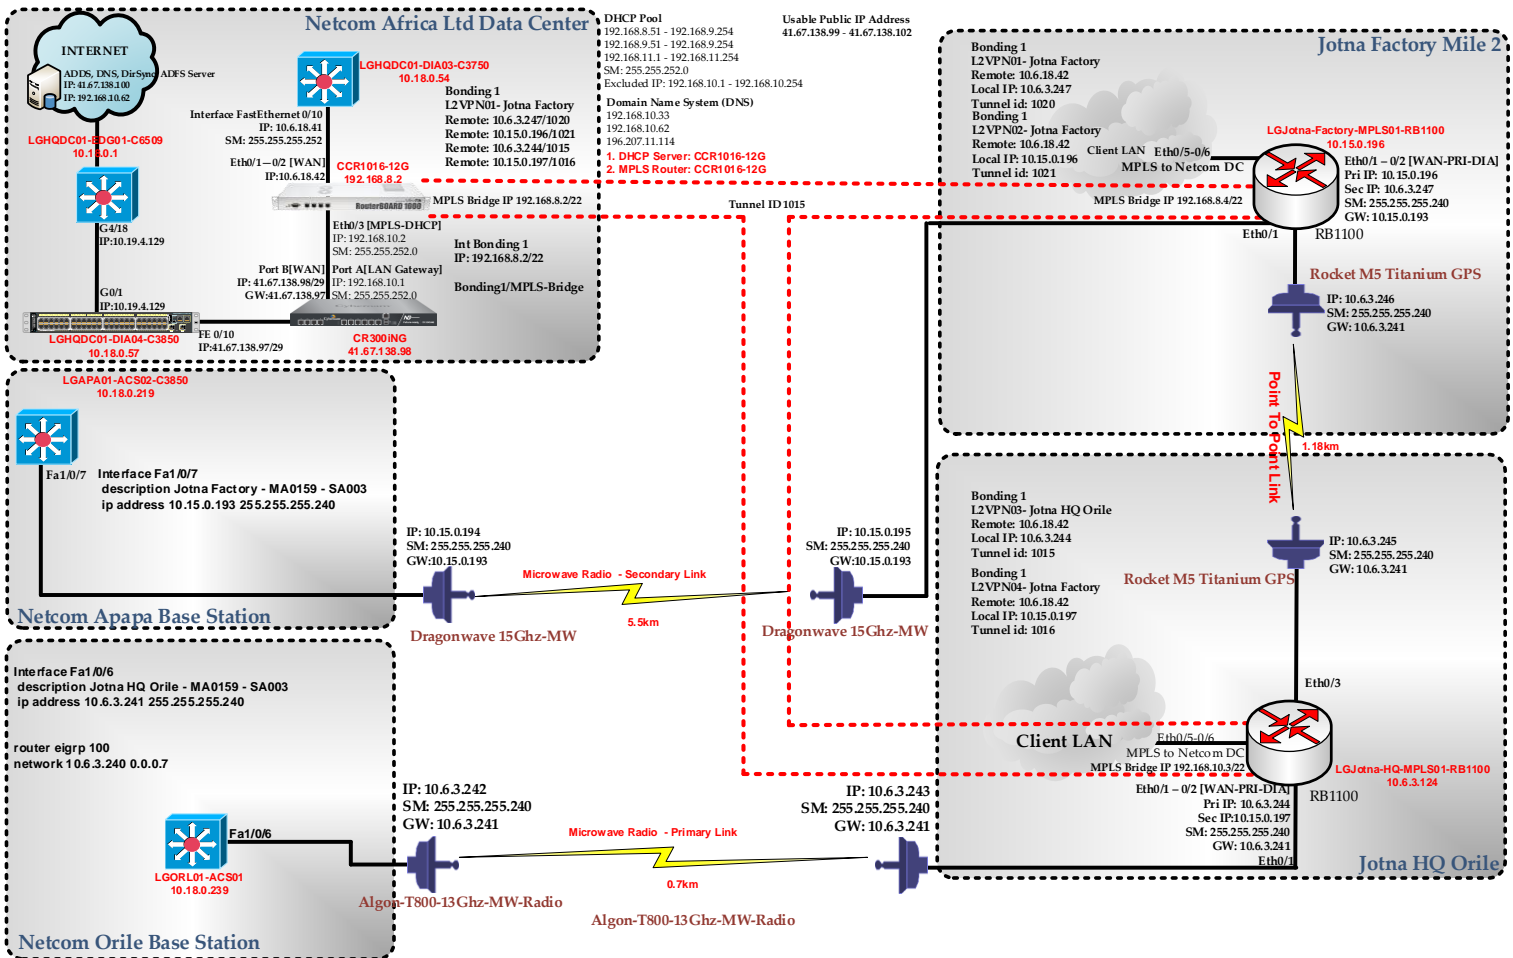 Netcom Africa Ltd Data Center
INTERNET
ADDS, DNS, DirSync, ADFS Server
IP: 41.67.138.100
IP: 192.168.10.62
LGHQDC01-EDG01-C6509
G4/18
IP:10.19.4.129
G0/1
IP:10.19.4.129
LGHQDC01-DIA04-C3850
10.18.0.57
FE 0/10
IP:41.67.138.97/29
LGHQDC01-DIA03-C3750
10.18.0.54
Interface FastEthernet 0/10
IP: 10.6.18.41
SM: 255.255.255.252
Eth0/1—02 [WAN]
IP:10.6.18.42
CCR1016-12G
192.168.8.2
RouterBOARD 1000
MPLS Bridge IP 192.168.8.2/22
Bonding 1
L2VPN01- Jotna Factory
Remote: 10.6.3.247/1020
Remote: 10.15.0.196/1021
Remote: 10.6.3.244/1015
Remote: 10.15.0.197/1016
Eth0/3 [MPLS-DHCP]
IP: 192.168.10.2
SM: 255.255.252.0
Int Bonding 1
IP: 192.168.8.2/22
Bonding1/MPLS-Bridge
Port B[WAN]
IP: 41.67.138.98/29
GW:41.67.138.97
Port A[LAN Gateway]
IP: 192.168.10.1
SM: 255.255.252.0
CR300iNG
41.67.138.98
DHCP Pool
192.168.8.51 - 192.168.9.254
192.168.9.51 - 192.168.9.254
192.168.11.1 - 192.168.11.254
SM: 255.255.252.0
Excluded IP: 192.168.10.1 - 192.168.10.254
Domain Name System (DNS)
192.168.10.33
192.168.10.62
196.207.11.114
1. DHCP Server: CCR1016-12G
2. MPLS Router: CCR1016-12G
Usable Public IP Address
41.67.138.99 - 41.67.138.102
Tunnel ID 1015
Jotna Factory Mile 2
Bonding 1
L2VPN01- Jotna Factory
Remote: 10.6.18.42
Local IP: 10.6.3.247
Tunnel id: 1020
Bonding 1
L2VPN02- Jotna Factory
Remote: 10.6.18.42
Local IP: 10.15.0.196
Tunnel id: 1021
Client LAN
Eth0/5-0/6
MPLS to Netcom DC
MPLS Bridge IP 192.168.8.4/22
Eth0/1
LGJotna-Factory-MPLS01-RB1100
10.15.0.196
Eth0/1 – 0/2 [WAN-PRI-DIA]
Pri IP: 10.15.0.196
Sec IP: 10.6.3.247
SM: 255.255.255.240
GW: 10.15.0.193
RB1100
Rocket M5 Titanium GPS
IP: 10.6.3.246
SM: 255.255.255.240
GW: 10.6.3.241
Point To Point Link
1.18km
LGAPA01-ACS02-C3850
10.18.0.219
Fa1/0/7
Interface Fa1/0/7
description Jotna Factory - MA0159 - SA003
ip address 10.15.0.193 255.255.255.240
Netcom Apapa Base Station
IP: 10.15.0.194
SM: 255.255.255.240
GW:10.15.0.193
Dragonwave 15Ghz-MW
Microwave Radio - Secondary Link
5.5km
IP: 10.15.0.195
SM: 255.255.255.240
GW:10.15.0.193
Dragonwave 15Ghz-MW
Bonding 1
L2VPN03- Jotna HQ Orile
Remote: 10.6.18.42
Local IP: 10.6.3.244
Tunnel id: 1015
Bonding 1
L2VPN04- Jotna Factory
Remote: 10.6.18.42
Local IP: 10.15.0.197
Tunnel id: 1016
IP: 10.6.3.245
SM: 255.255.255.240
GW: 10.6.3.241
Rocket M5 Titanium GPS
Eth0/3
Client LAN
Eth0/5-0/6
MPLS to Netcom DC
MPLS Bridge IP 192.168.10.3/22
Eth0/1 – 0/2 [WAN-PRI-DIA]
Pri IP: 10.6.3.244
Sec IP:10.15.0.197
SM: 255.255.255.240
GW: 10.6.3.241
Eth0/1
LGJotna-HQ-MPLS01-RB1100
10.6.3.124
RB1100
Jotna HQ Orile
Interface Fa1/0/6
description Jotna HQ Orile - MA0159 - SA003
ip address 10.6.3.241 255.255.255.240
router eigrp 100
network 10.6.3.240 0.0.0.7
Fa1/0/6
LGORL01-ACS01
10.18.0.239
Netcom Orile Base Station
IP: 10.6.3.242
SM: 255.255.255.240
GW: 10.6.3.241
Algon-T800-13Ghz-MW-Radio
Microwave Radio - Primary Link
0.7km
IP: 10.6.3.243
SM: 255.255.255.240
GW: 10.6.3.241
Algon-T800-13Ghz-MW-Radio